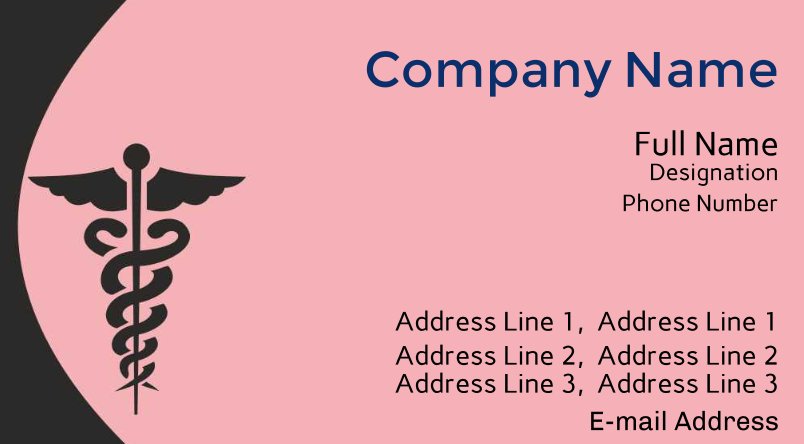 Company Name
Full Name
Designation
Phone Number
Address Line 1,  Address Line 1
Address Line 2,  Address Line 2
Address Line 3,  Address Line 3
E-mail Address